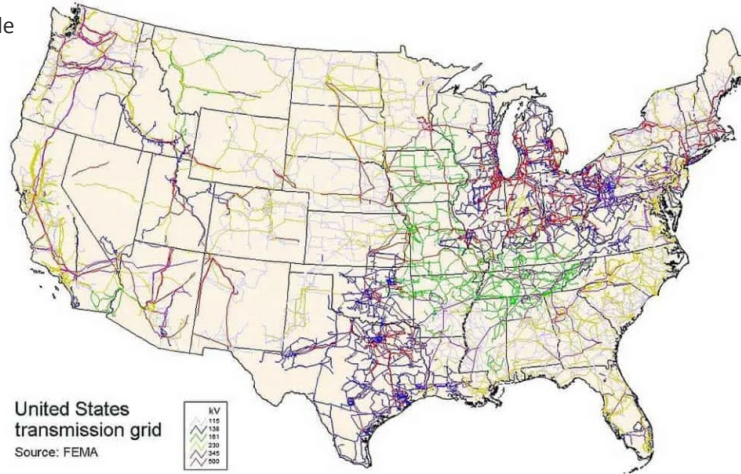 United States
transmission grid
Source: FEMA
kV
115
138
161
230
345
500